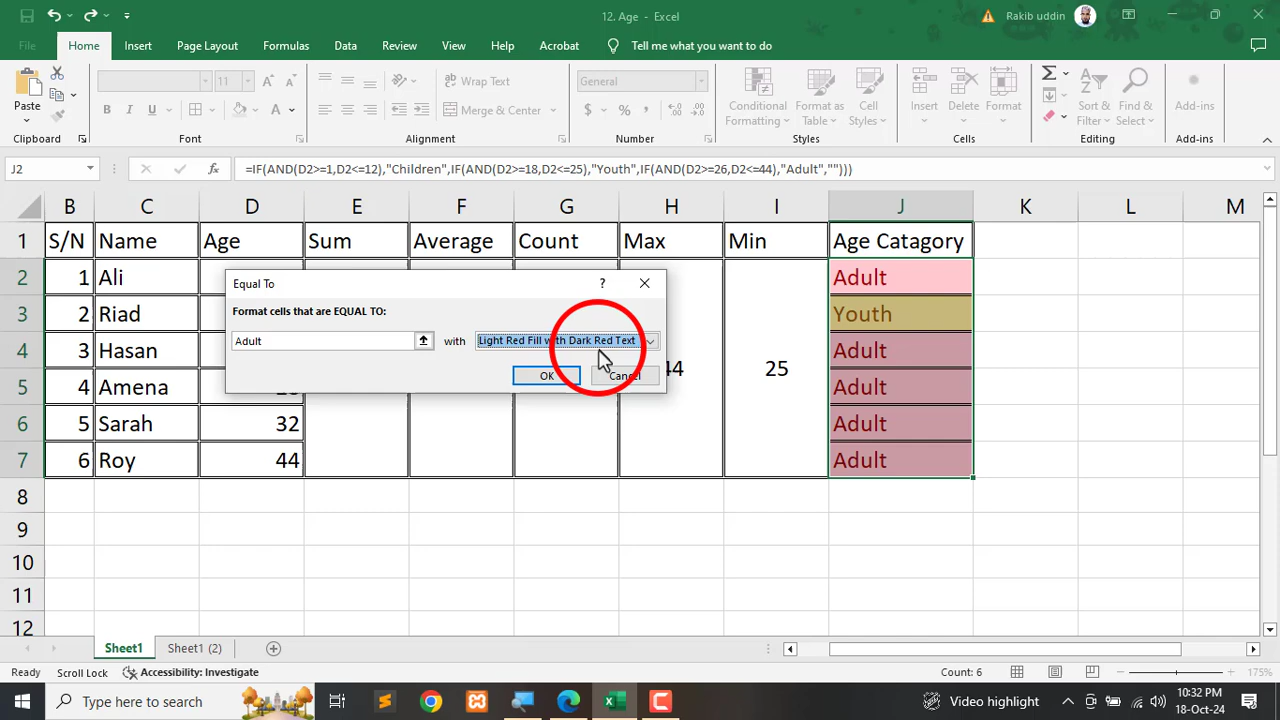 12. Age - Excel
Rakib uddin
File Home Insert Page Layout Formulas Data Review View Help Acrobat Tell me what you want to do
Paste
Clipboard
11
B I U
A A
Font
Wrap Text
Merge & Center
Alignment
General
$ % ,
Number
Conditional Formatting
Format as Table
Cell Styles
Styles
Insert Delete Format
Cells
Sort & Filter
Find & Select
Editing
Add-ins
Add-ins
J2 fx =IF(AND(D2>=1,D2<=12),"Children",IF(AND(D2>=18,D2<=25),"Youth",IF(AND(D2>=26,D2<=44),"Adult","")))
B C D E F G H I J K L M
1 S/N Name Age Sum Average Count Max Min Age Catagory
2 1 Ali Adult
3 2 Riad Youth
4 3 Hasan 44 25 Adult
5 4 Amena Adult
6 5 Sarah 32 Adult
7 6 Roy 44 Adult
8
9
10
11
12
Equal To ?
Format cells that are EQUAL TO:
Adult with Light Red Fill with Dark Red Text
OK Cancel
Sheet1 Sheet1 (2)
Ready Scroll Lock Accessibility: Investigate Count: 6 175%
Type here to search
Video highlight
10:32 PM
18-Oct-24